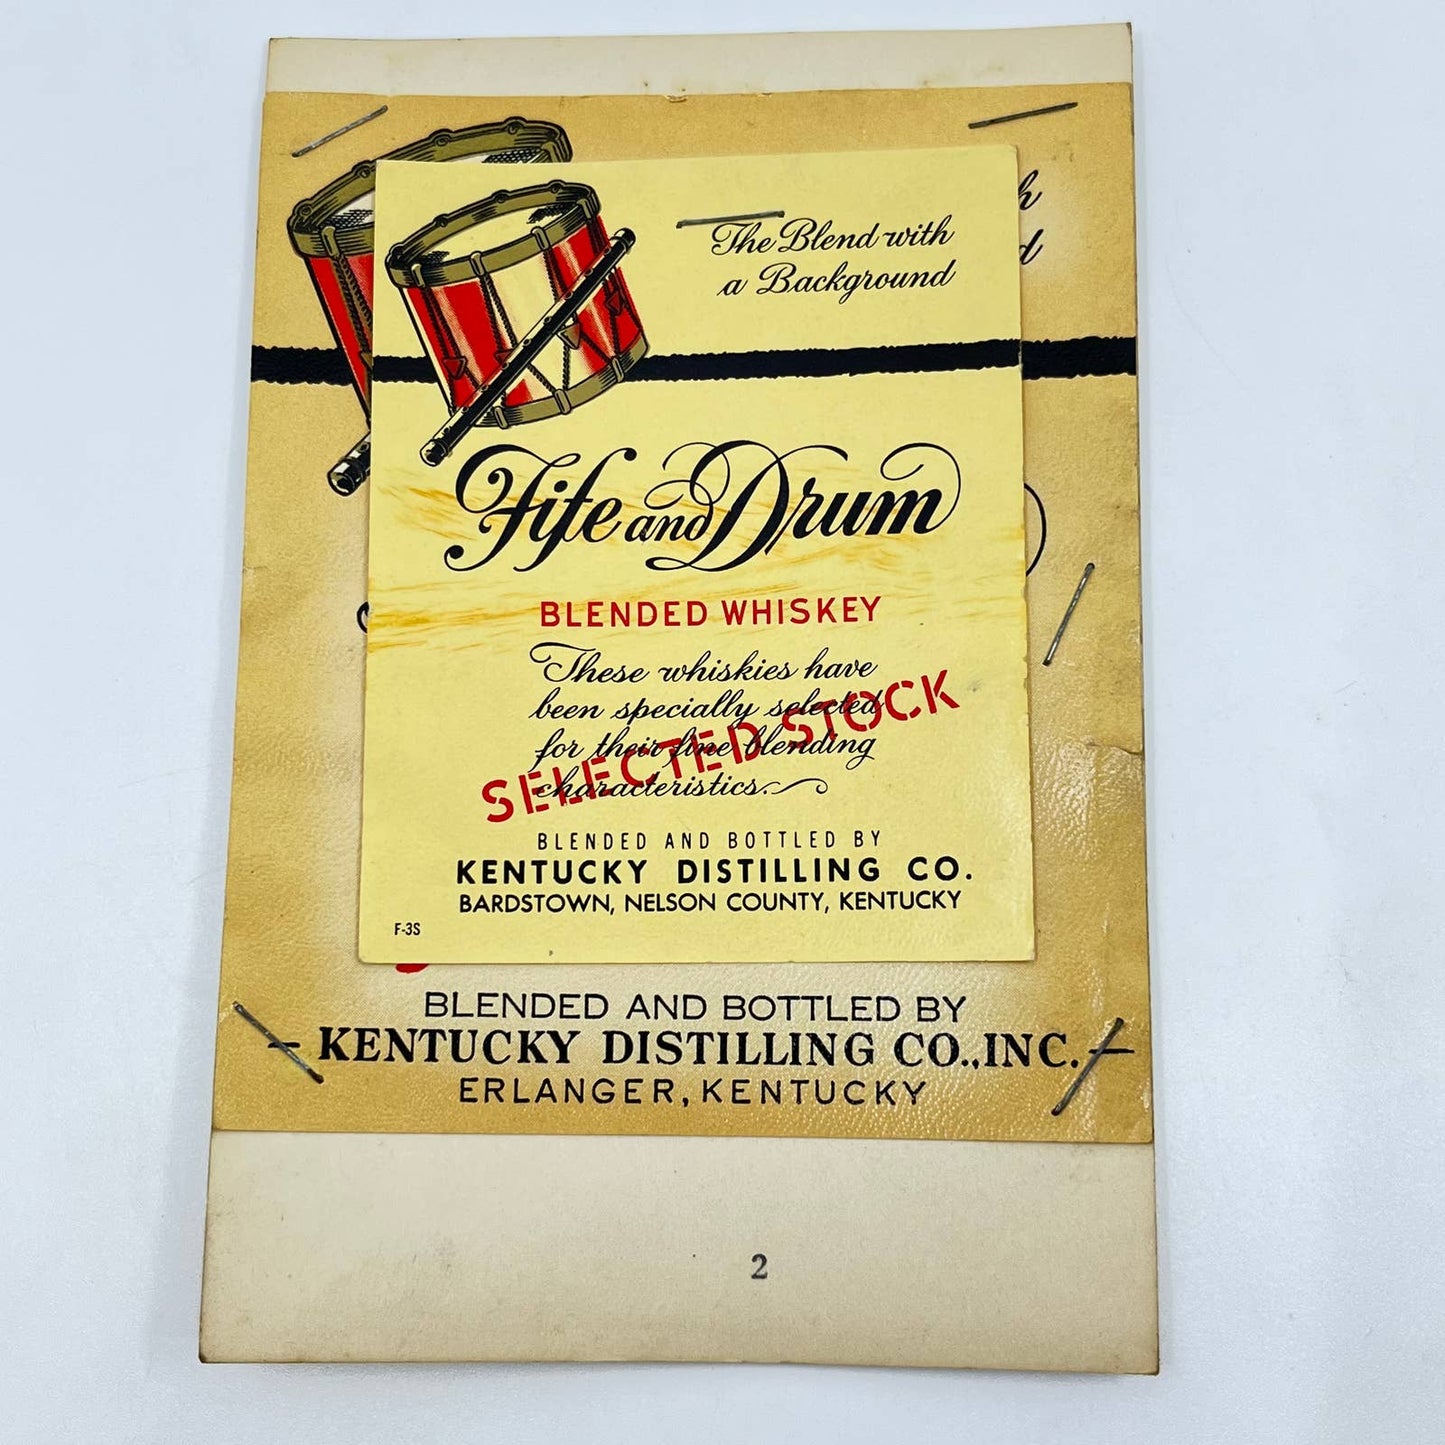 The Blend with
a Background
Fife and Drum
BLENDED WHISKEY
These whiskies have
been specially selected
for their fine blending
characteristics.
SELECTED STOCK
BLENDED AND BOTTLED BY
KENTUCKY DISTILLING CO.
BARDSTOWN, NELSON COUNTY, KENTUCKY
F-3S
BLENDED AND BOTTLED BY
KENTUCKY DISTILLING CO., INC.
ERLANGER, KENTUCKY
2